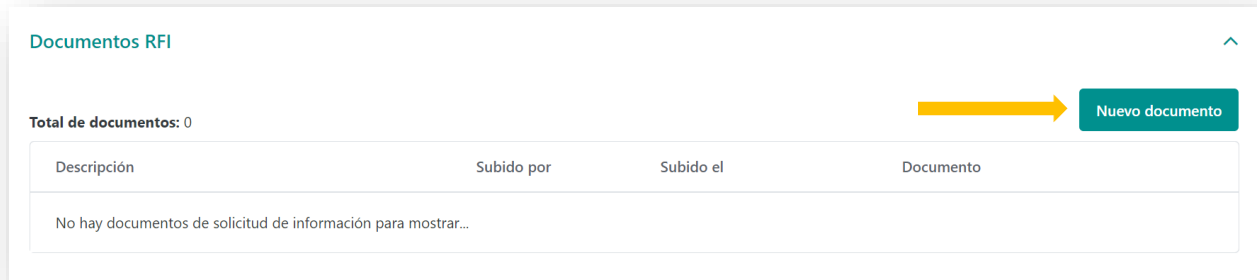 Documentos RFI
Nuevo documento
Total de documentos: 0
Descripción Subido por Subido el Documento
No hay documentos de solicitud de información para mostrar...